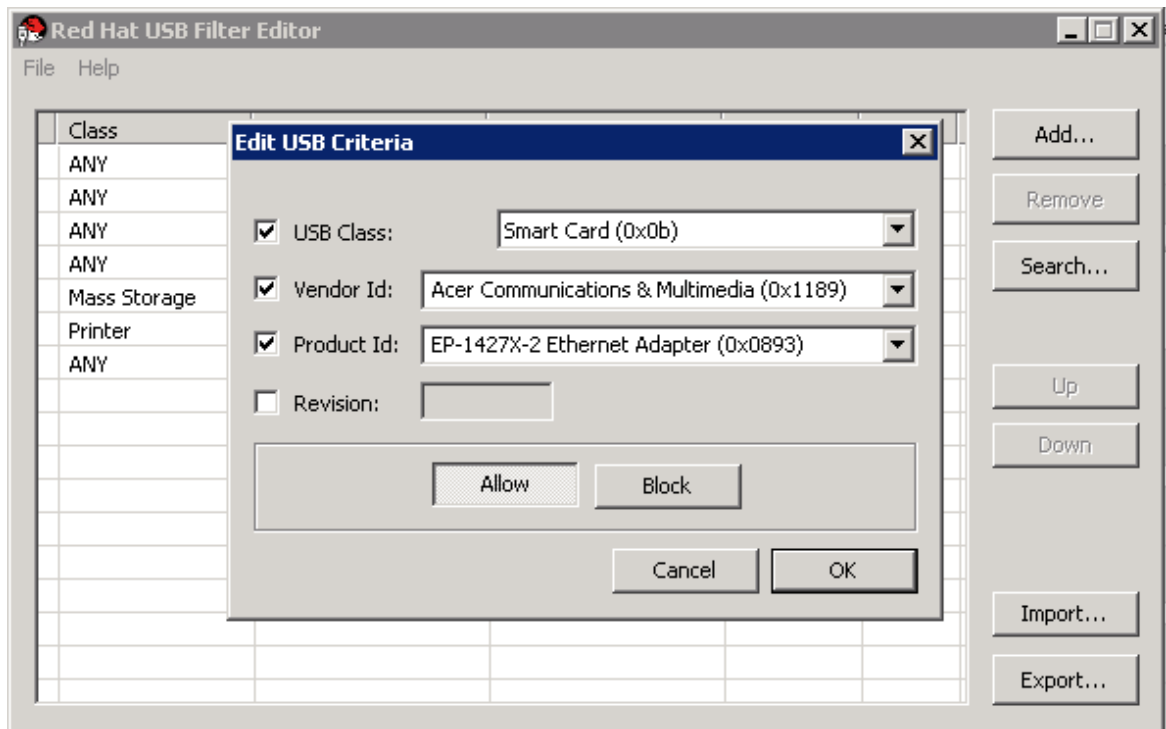 Red Hat USB Filter Editor
File Help
Class
ANY
ANY
ANY
ANY
Mass Storage
Printer
ANY
Edit USB Criteria
USB Class: Smart Card (0x0b)
Vendor Id: Acer Communications & Multimedia (0x1189)
Product Id: EP-1427X-2 Ethernet Adapter (0x0893)
Revision:
Allow Block
Cancel OK
Add...
Remove
Search...
Up
Down
Import...
Export...